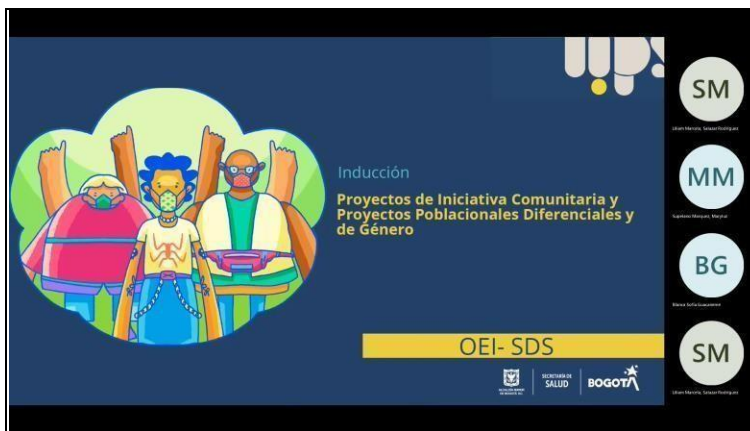 Inducción
Proyectos de Iniciativa Comunitaria y
Proyectos Poblacionales Diferenciales y
de Género
OEI- SDS
SECRETARÍA DE
SALUD
BOGOTÁ
SM
MM
BG
SM